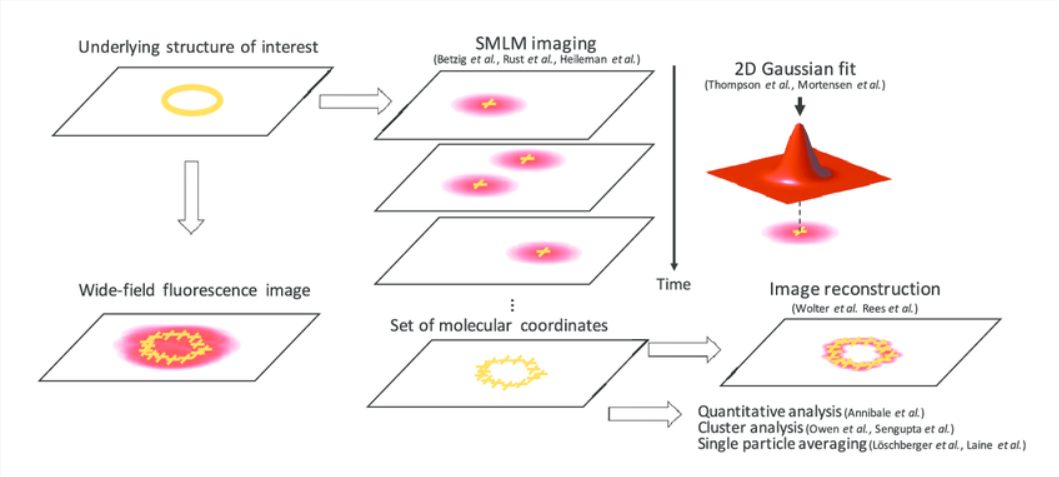 Underlying structure of interest
SMLM imaging
(Betzig et al., Rust et al., Heileman et al.)
2D Gaussian fit
(Thompson et al., Mortensen et al.)
Time
Wide-field fluorescence image
⋮
Set of molecular coordinates
Image reconstruction
(Wolter et al. Rees et al.)
Quantitative analysis (Annibale et al.)
Cluster analysis (Owen et al., Sengupta et al.)
Single particle averaging (Löschberger et al., Laine et al.)